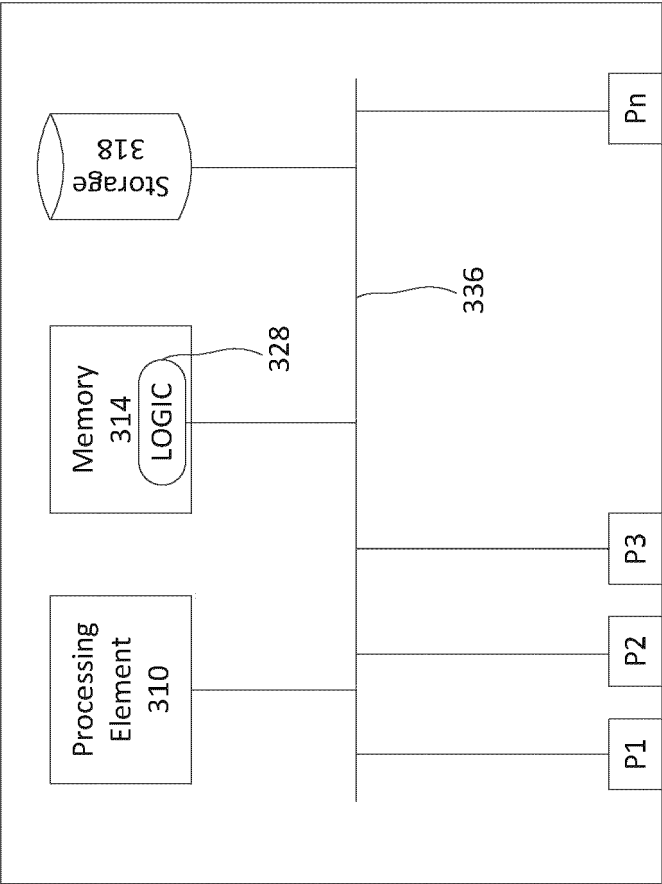 Processing
Element
310
Memory
314
LOGIC
328
Storage
318
336
P1
P2
P3
Pn